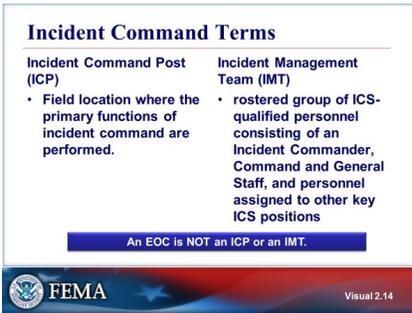 Incident Command Terms
Incident Command Post
(ICP)
• Field location where the
primary functions of
incident command are
performed.
Incident Management
Team (IMT)
• rostered group of ICS-
qualified personnel
consisting of an
Incident Commander,
Command and General
Staff, and personnel
assigned to other key
ICS positions
An EOC is NOT an ICP or an IMT.
FEMA
Visual 2.14